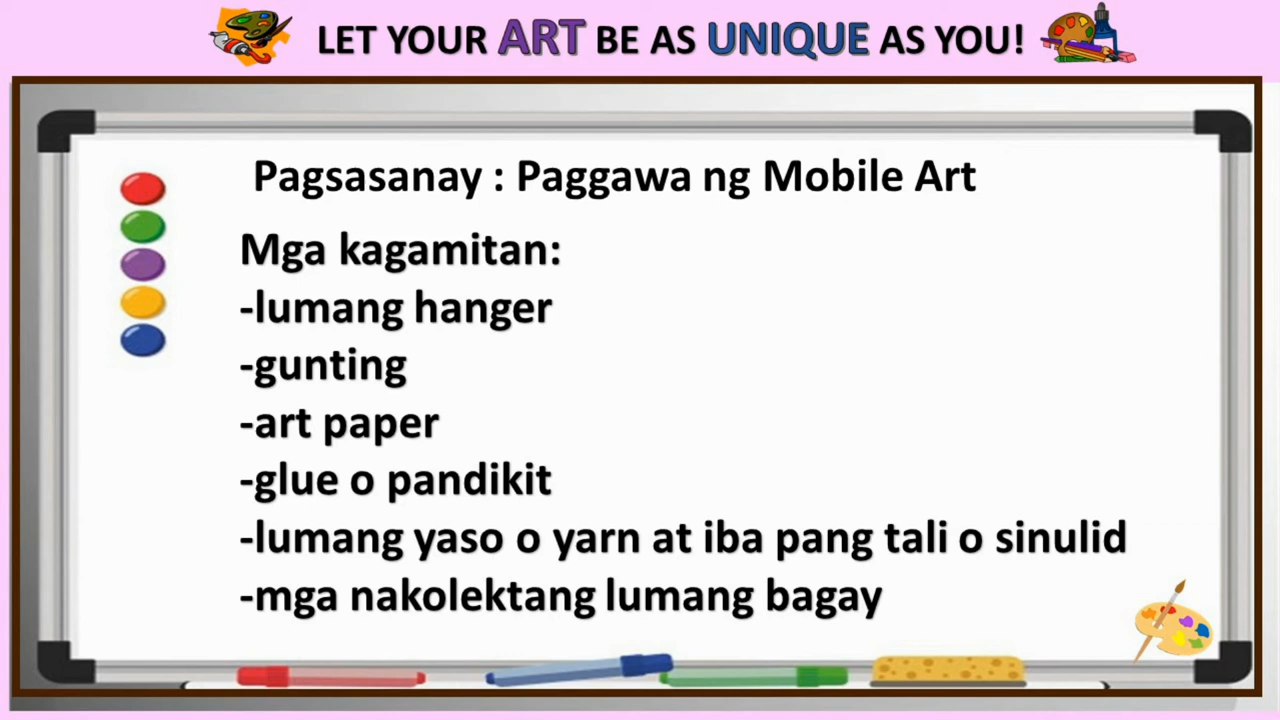 LET YOUR ART BE AS UNIQUE AS YOU!
Pagsasanay : Paggawa ng Mobile Art
Mga kagamitan:
-lumang hanger
-gunting
-art paper
-glue o pandikit
-lumang yaso o yarn at iba pang tali o sinulid
-mga nakolektang lumang bagay